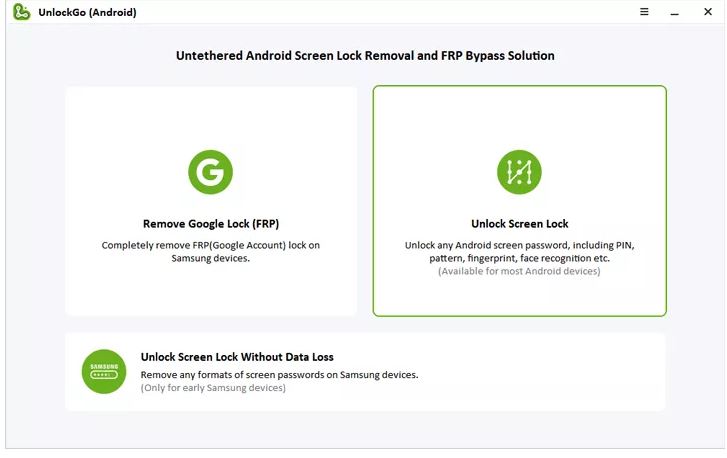 UnlockGo (Android)
Untethered Android Screen Lock Removal and FRP Bypass Solution
G
Remove Google Lock (FRP)
Completely remove FRP(Google Account) lock on
Samsung devices.
Unlock Screen Lock
Unlock any Android screen password, including PIN,
pattern, fingerprint, face recognition etc.
(Available for most Android devices)
SAMSUNG
Unlock Screen Lock Without Data Loss
Remove any formats of screen passwords on Samsung devices.
(Only for early Samsung devices)